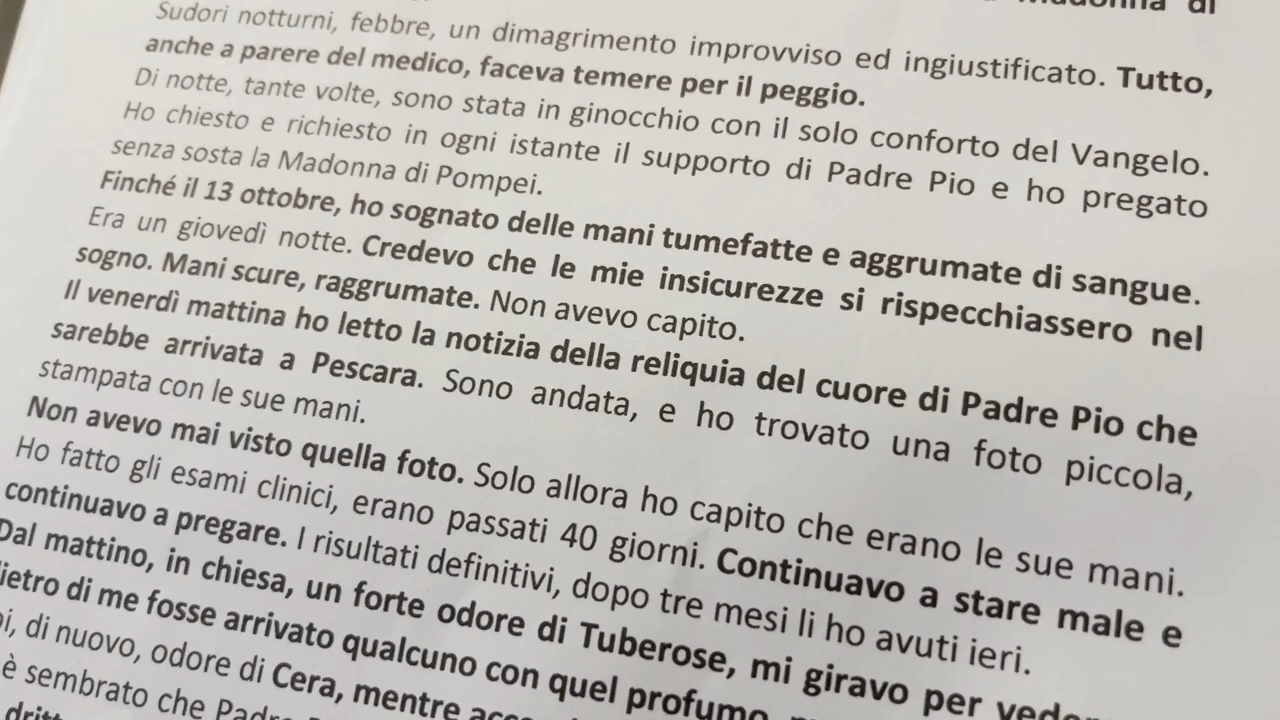 Madonna di
Sudori notturni, febbre, un dimagrimento improvviso ed ingiustificato. Tutto,
anche a parere del medico, faceva temere per il peggio.
Di notte, tante volte, sono stata in ginocchio con il solo conforto del Vangelo.
Ho chiesto e richiesto in ogni istante il supporto di Padre Pio e ho pregato
senza sosta la Madonna di Pompei.
Finché il 13 ottobre, ho sognato delle mani tumefatte e aggrumate di sangue.
Era un giovedì notte. Credevo che le mie insicurezze si rispecchiassero nel
sogno. Mani scure, raggrumate. Non avevo capito.
Il venerdì mattina ho letto la notizia della reliquia del cuore di Padre Pio che
sarebbe arrivata a Pescara. Sono andata, e ho trovato una foto piccola,
stampata con le sue mani.
Non avevo mai visto quella foto. Solo allora ho capito che erano le sue mani.
Ho fatto gli esami clinici, erano passati 40 giorni. Continuavo a stare male e
continuavo a pregare. I risultati definitivi, dopo tre mesi li ho avuti ieri.
Dal mattino, in chiesa, un forte odore di Tuberose, mi giravo per
di me fosse arrivato qualcuno con quel profumo,
di nuovo, odore di Cera, mentre
è sembrato che